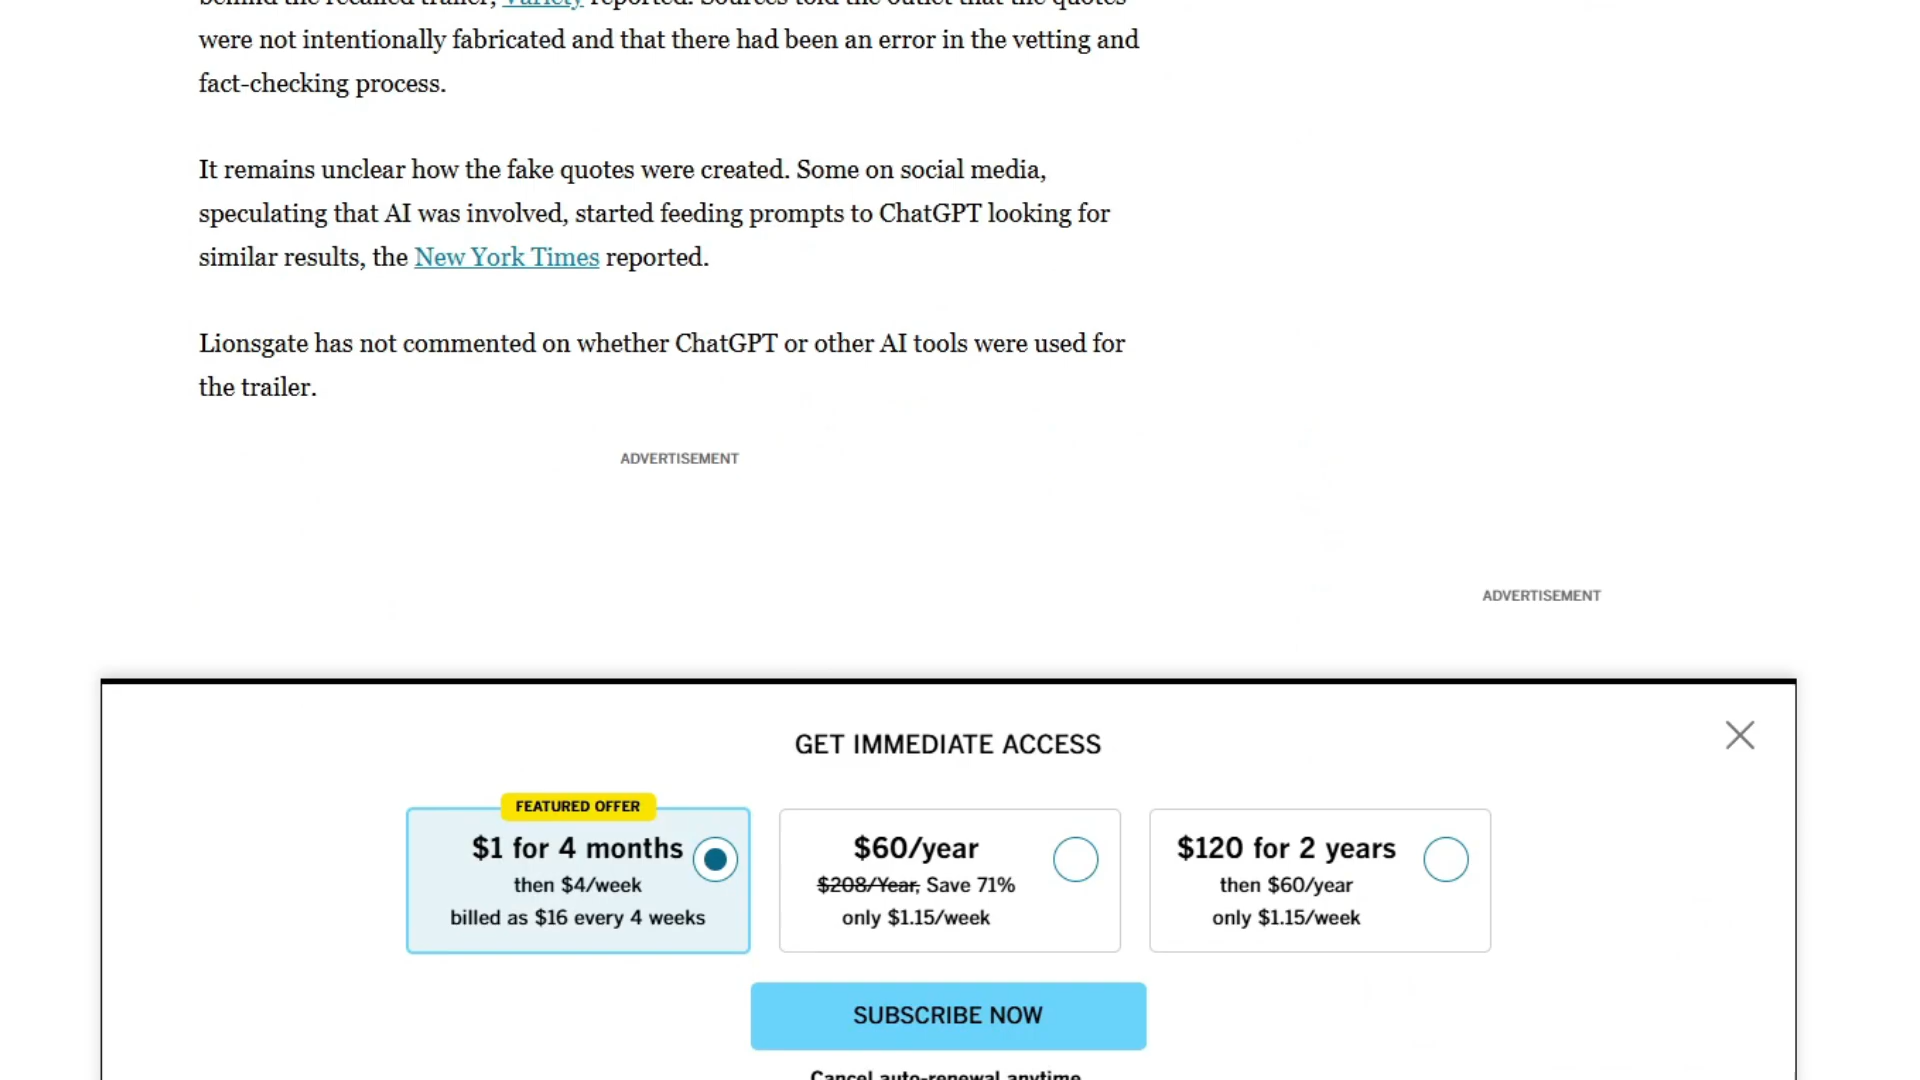 behind the recalled trailer, Variety reported. Sources told the outlet that the quotes
were not intentionally fabricated and that there had been an error in the vetting and
fact-checking process.
It remains unclear how the fake quotes were created. Some on social media,
speculating that AI was involved, started feeding prompts to ChatGPT looking for
similar results, the New York Times reported.
Lionsgate has not commented on whether ChatGPT or other AI tools were used for
the trailer.
ADVERTISEMENT
ADVERTISEMENT
GET IMMEDIATE ACCESS
FEATURED OFFER
$1 for 4 months
then $4/week
billed as $16 every 4 weeks
$60/year
$208/Year, Save 71%
only $1.15/week
$120 for 2 years
then $60/year
only $1.15/week
SUBSCRIBE NOW
Cancel auto-renewal anytime